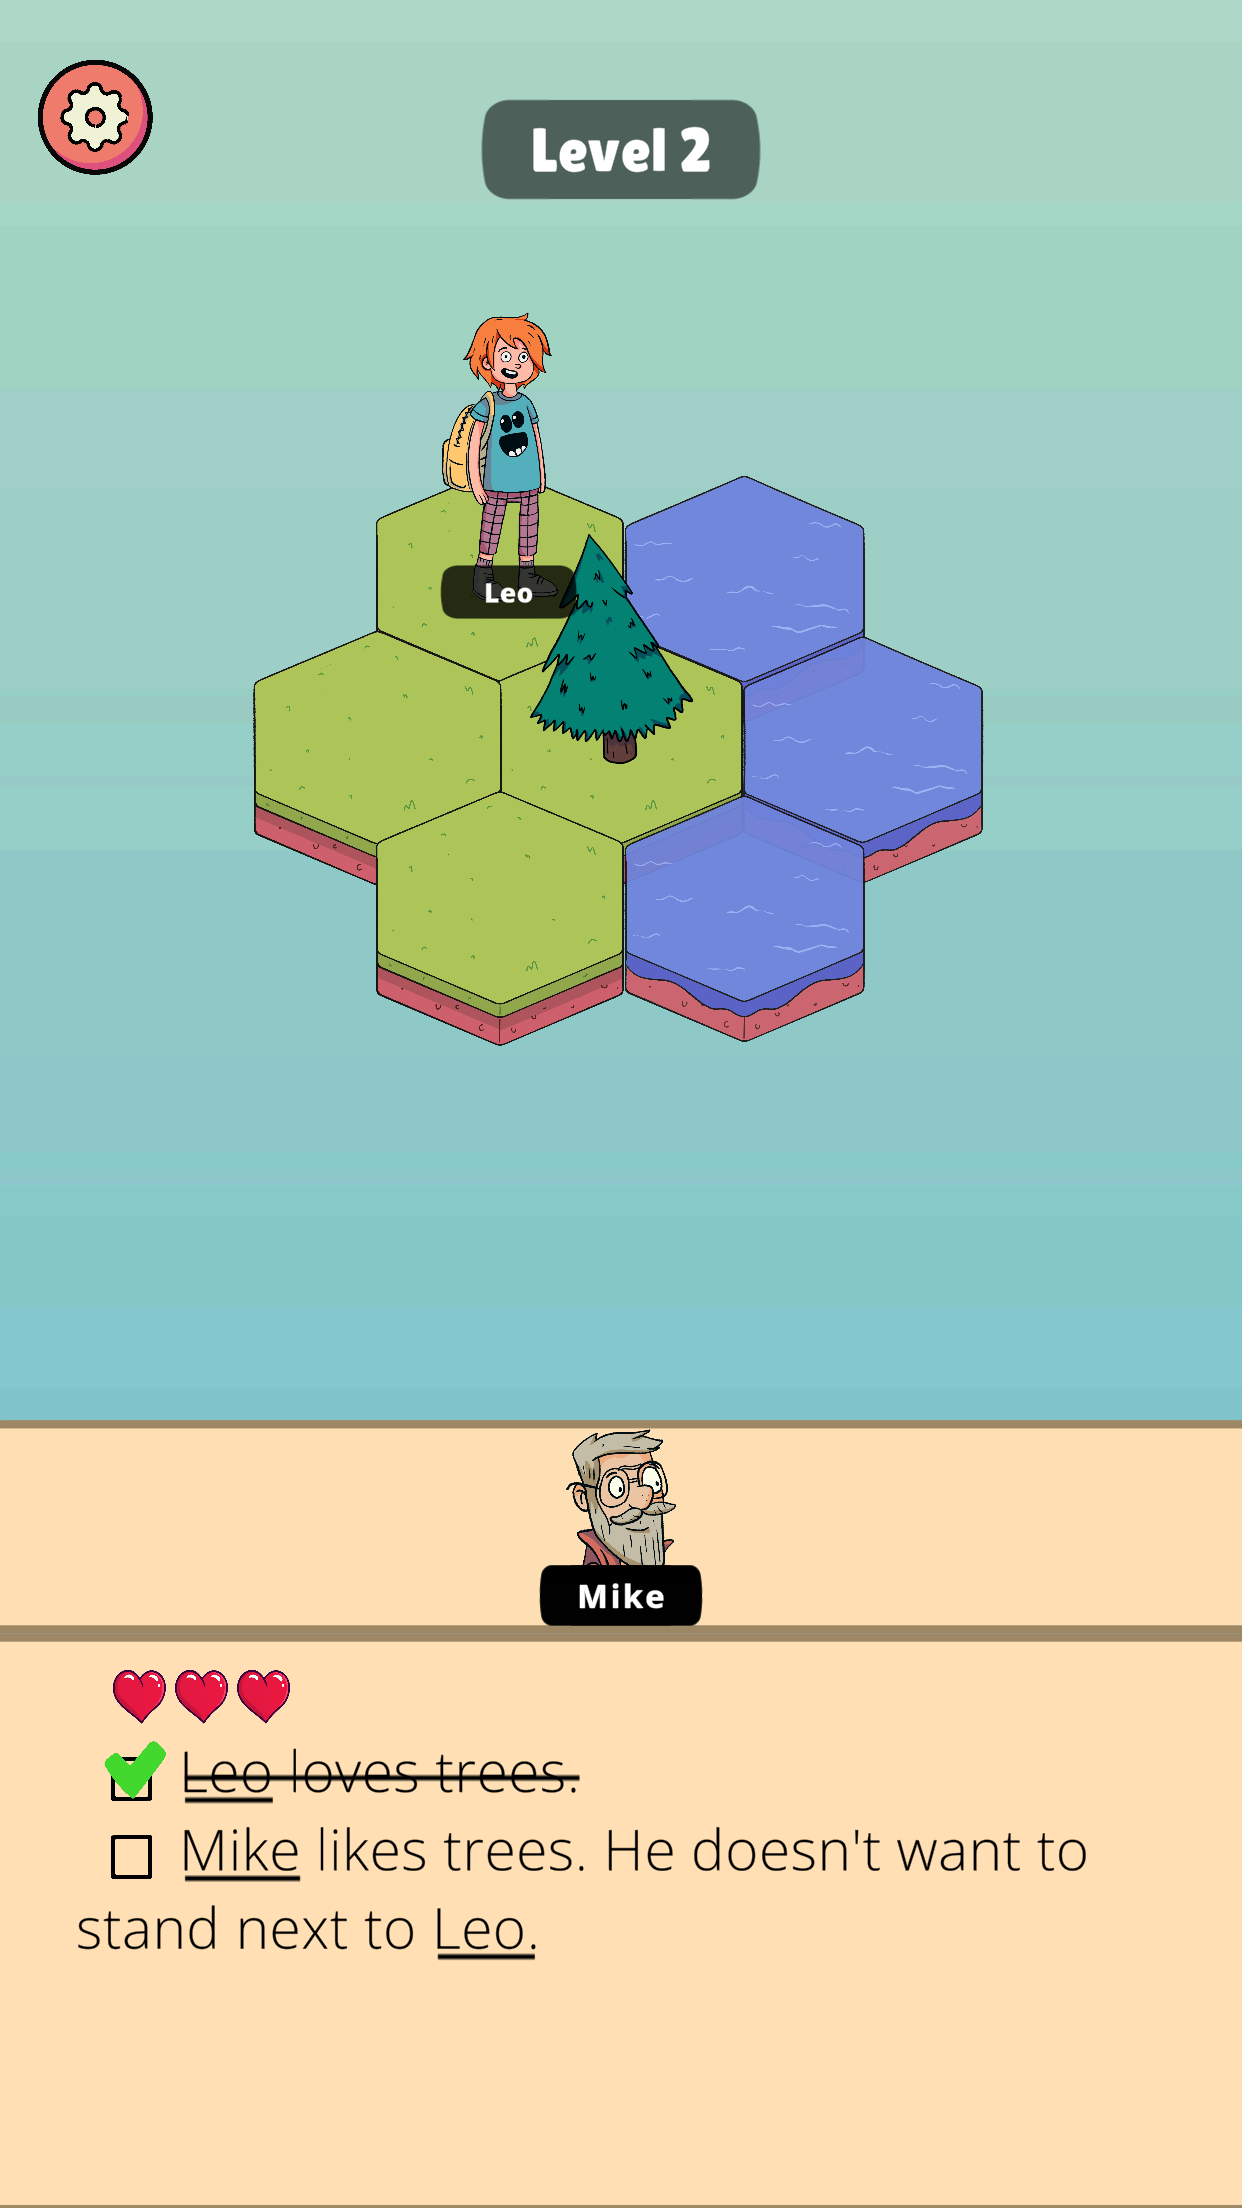 Level 2
Leo
Mike
Leo loves trees.
Mike likes trees. He doesn't want to
stand next to Leo.